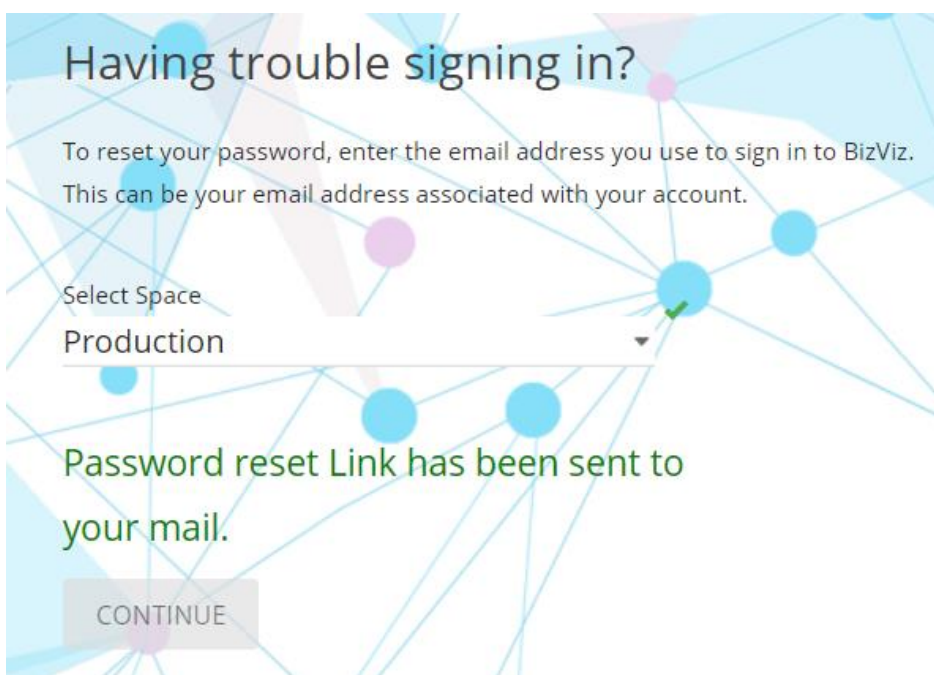 Having trouble signing in?
To reset your password, enter the email address you use to sign in to BizViz.
This can be your email address associated with your account.
Select Space
Production
Password reset Link has been sent to
your mail.
CONTINUE